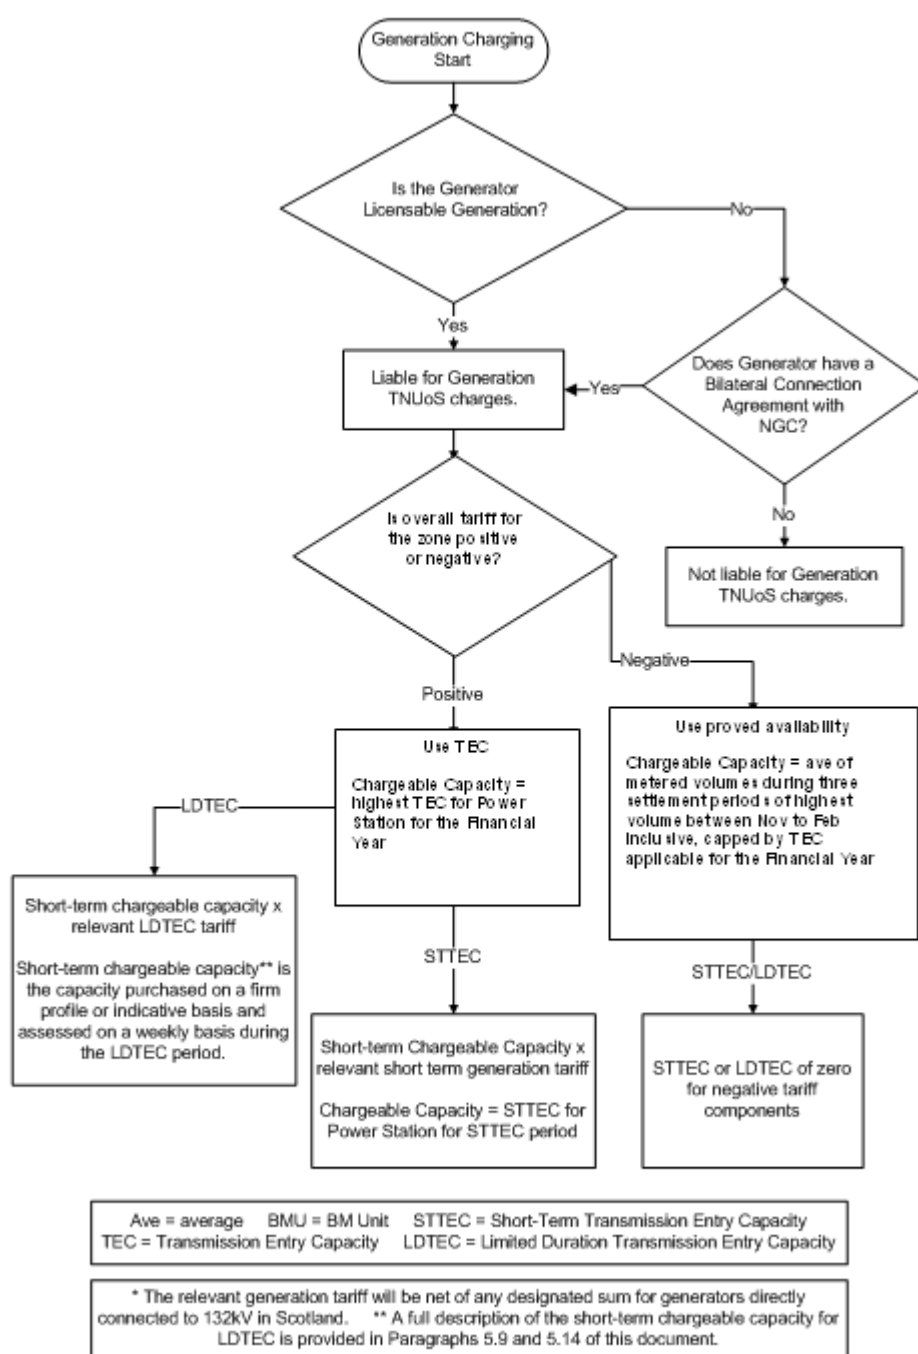 Generation Charging
Start
Is the Generator
Licensable Generation?
No
Yes
Liable for Generation
TNUoS charges.
Yes
Does Generator have a
Bilateral Connection
Agreement with
NGC?
No
Is overall tariff for
the zone positive
or negative?
Not liable for Generation
TNUoS charges.
Negative
Positive
Use TEC
Chargeable Capacity =
highest TEC for Power
Station for the Financial
Year
Use proved availability
Chargeable Capacity = ave of
metered volumes during three
settlement periods of highest
volume between Nov to Feb
inclusive, capped by TEC
applicable for the Financial Year
LDTEC
Short-term chargeable capacity x
relevant LDTEC tariff
Short-term chargeable capacity** is
the capacity purchased on a firm
profile or indicative basis and
assessed on a weekly basis during
the LDTEC period.
STTEC
Short-term Chargeable Capacity x
relevant short term generation tariff
Chargeable Capacity = STTEC for
Power Station for STTEC period
STTEC/LDTEC
STTEC or LDTEC of zero
for negative tariff
components
Ave = average BMU = BM Unit STTEC = Short-Term Transmission Entry Capacity
TEC = Transmission Entry Capacity LDTEC = Limited Duration Transmission Entry Capacity
* The relevant generation tariff will be net of any designated sum for generators directly
connected to 132kV in Scotland. ** A full description of the short-term chargeable capacity for
LDTEC is provided in Paragraphs 5.9 and 5.14 of this document.